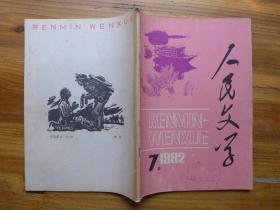 RENMIN WENXUE
人民文学
RENMIN-
WENXUE
7.1982